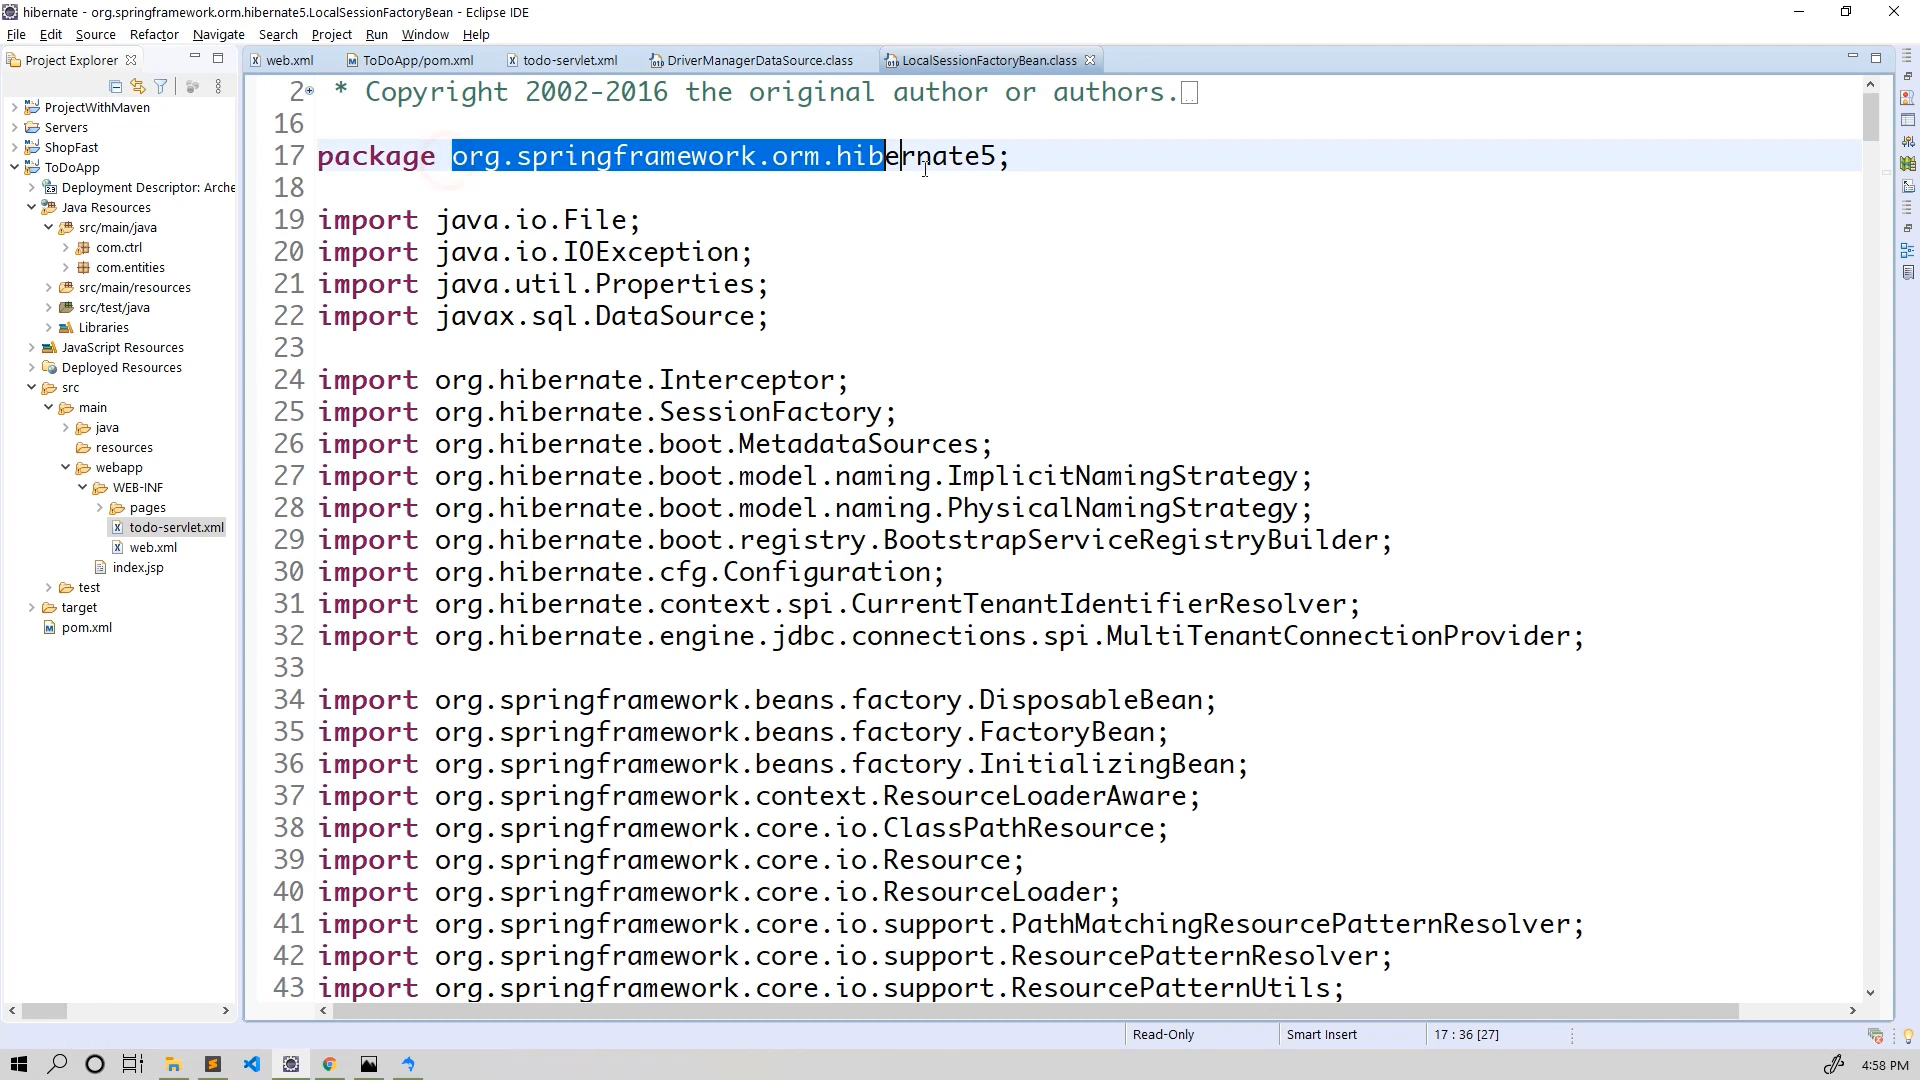 hibernate - org.springframework.orm.hibernate5.LocalSessionFactoryBean - Eclipse IDE
File Edit Source Refactor Navigate Search Project Run Window Help
Project Explorer
web.xml ToDoApp/pom.xml todo-servlet.xml DriverManagerDataSource.class LocalSessionFactoryBean.class
ProjectWithMaven
Servers
ShopFast
ToDoApp
Deployment Descriptor: Arche
Java Resources
src/main/java
com.ctrl
com.entities
src/main/resources
src/test/java
Libraries
JavaScript Resources
Deployed Resources
src
main
java
resources
webapp
WEB-INF
pages
todo-servlet.xml
web.xml
index.jsp
test
target
pom.xml
2 * Copyright 2002-2016 the original author or authors.
16
17 package org.springframework.orm.hibernate5;
18
19 import java.io.File;
20 import java.io.IOException;
21 import java.util.Properties;
22 import javax.sql.DataSource;
23
24 import org.hibernate.Interceptor;
25 import org.hibernate.SessionFactory;
26 import org.hibernate.boot.MetadataSources;
27 import org.hibernate.boot.model.naming.ImplicitNamingStrategy;
28 import org.hibernate.boot.model.naming.PhysicalNamingStrategy;
29 import org.hibernate.boot.registry.BootstrapServiceRegistryBuilder;
30 import org.hibernate.cfg.Configuration;
31 import org.hibernate.context.spi.CurrentTenantIdentifierResolver;
32 import org.hibernate.engine.jdbc.connections.spi.MultiTenantConnectionProvider;
33
34 import org.springframework.beans.factory.DisposableBean;
35 import org.springframework.beans.factory.FactoryBean;
36 import org.springframework.beans.factory.InitializingBean;
37 import org.springframework.context.ResourceLoaderAware;
38 import org.springframework.core.io.ClassPathResource;
39 import org.springframework.core.io.Resource;
40 import org.springframework.core.io.ResourceLoader;
41 import org.springframework.core.io.support.PathMatchingResourcePatternResolver;
42 import org.springframework.core.io.support.ResourcePatternResolver;
43 import org.springframework.core.io.support.ResourcePatternUtils;
Read-Only Smart Insert 17 : 36 [27]
4:58 PM